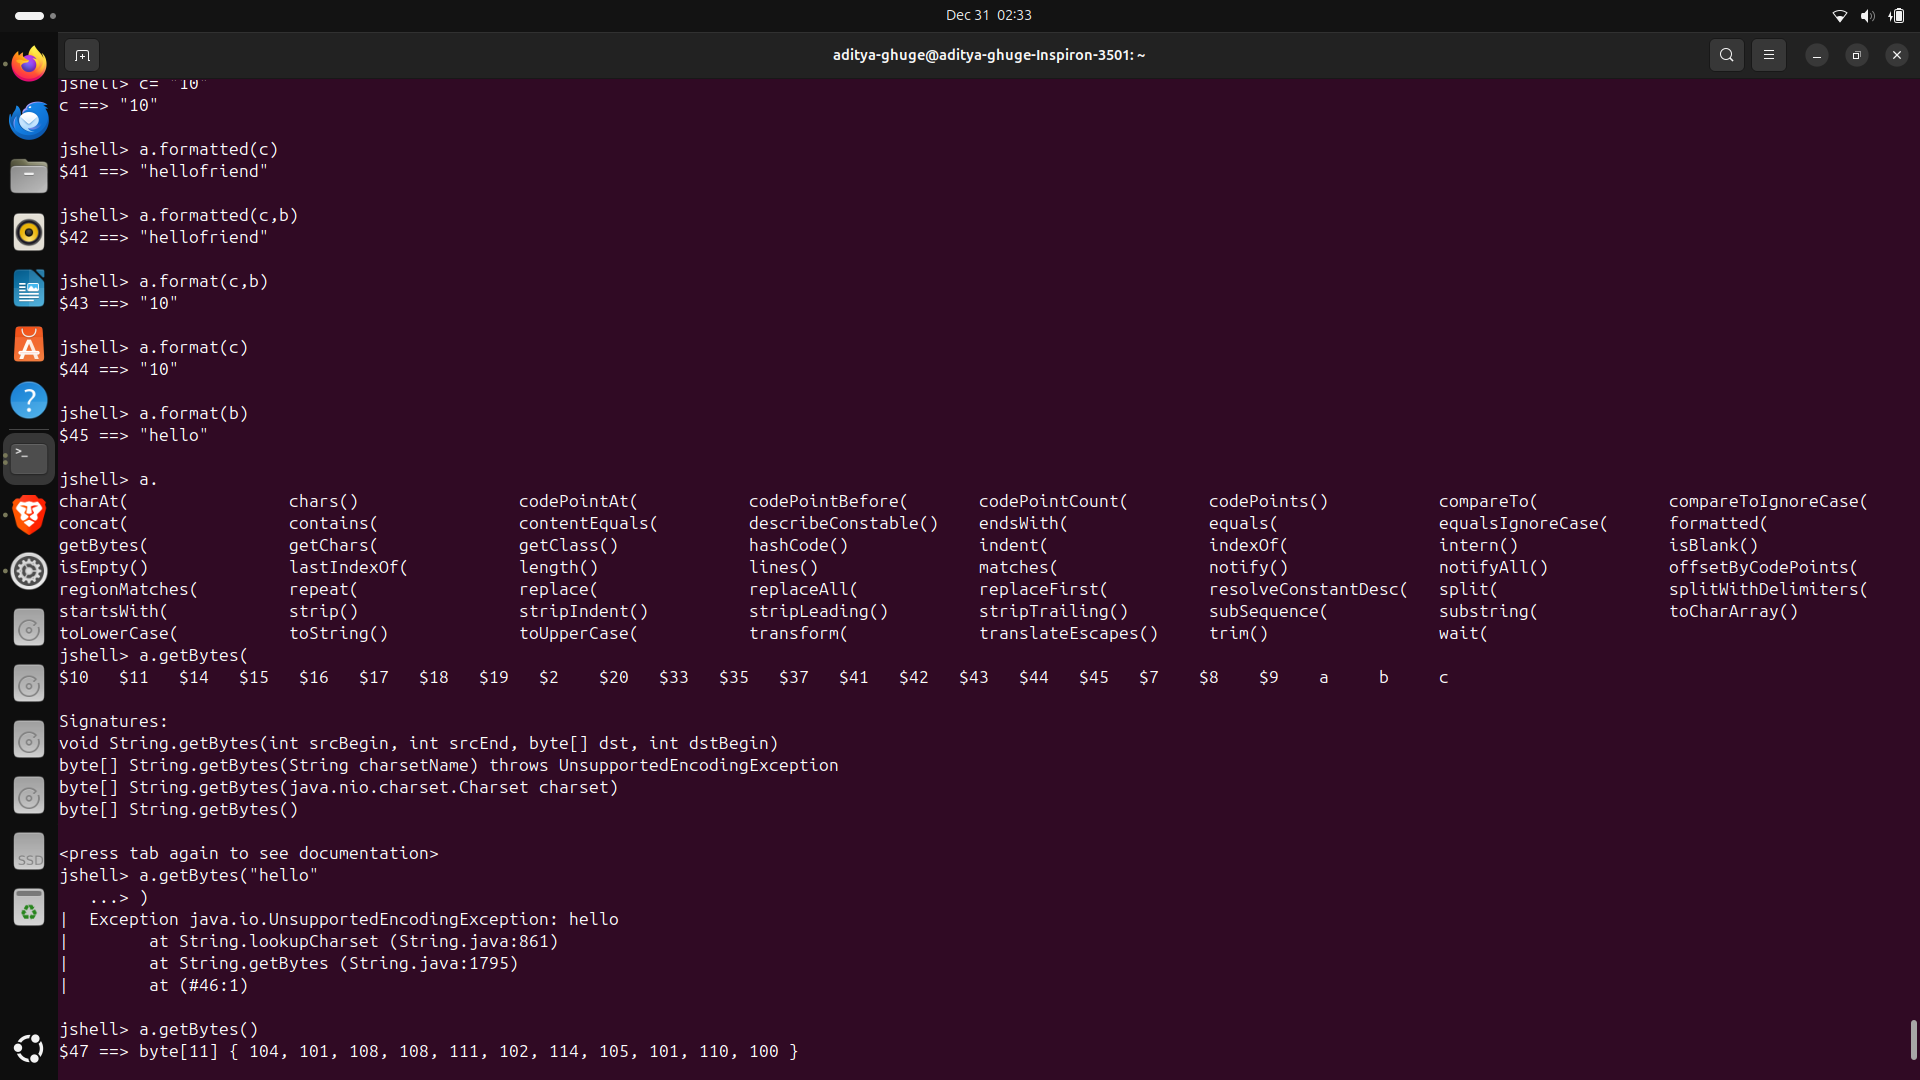 Dec 31 02:33
aditya-ghuge@aditya-ghuge-Inspiron-3501: ~
jshell> c= "10"
c ==> "10"
jshell> a.formatted(c)
$41 ==> "hellofriend"
jshell> a.formatted(c,b)
$42 ==> "hellofriend"
jshell> a.format(c,b)
$43 ==> "10"
jshell> a.format(c)
$44 ==> "10"
jshell> a.format(b)
$45 ==> "hello"
jshell> a.
charAt( chars() codePointAt( codePointBefore( codePointCount( codePoints() compareTo( compareToIgnoreCase(
concat( contains( contentEquals( describeConstable() endsWith( equals( equalsIgnoreCase( formatted(
getBytes( getChars( getClass() hashCode() indent( indexOf( intern() isBlank()
isEmpty() lastIndexOf( length() lines() matches( notify() notifyAll() offsetByCodePoints(
regionMatches( repeat( replace( replaceAll( replaceFirst( resolveConstantDesc( split( splitWithDelimiters(
startsWith( strip() stripIndent() stripLeading() stripTrailing() subSequence( substring( toCharArray()
toLowerCase( toString() toUpperCase( transform( translateEscapes() trim() wait(
jshell> a.getBytes(
$10 $11 $14 $15 $16 $17 $18 $19 $2 $20 $33 $35 $37 $41 $42 $43 $44 $45 $7 $8 $9 a b c
Signatures:
void String.getBytes(int srcBegin, int srcEnd, byte[] dst, int dstBegin)
byte[] String.getBytes(String charsetName) throws UnsupportedEncodingException
byte[] String.getBytes(java.nio.charset.Charset charset)
byte[] String.getBytes()
<press tab again to see documentation>
jshell> a.getBytes("hello"
...> )
| Exception java.io.UnsupportedEncodingException: hello
| at String.lookupCharset (String.java:861)
| at String.getBytes (String.java:1795)
| at (#46:1)
jshell> a.getBytes()
$47 ==> byte[11] { 104, 101, 108, 108, 111, 102, 114, 105, 101, 110, 100 }
SSD